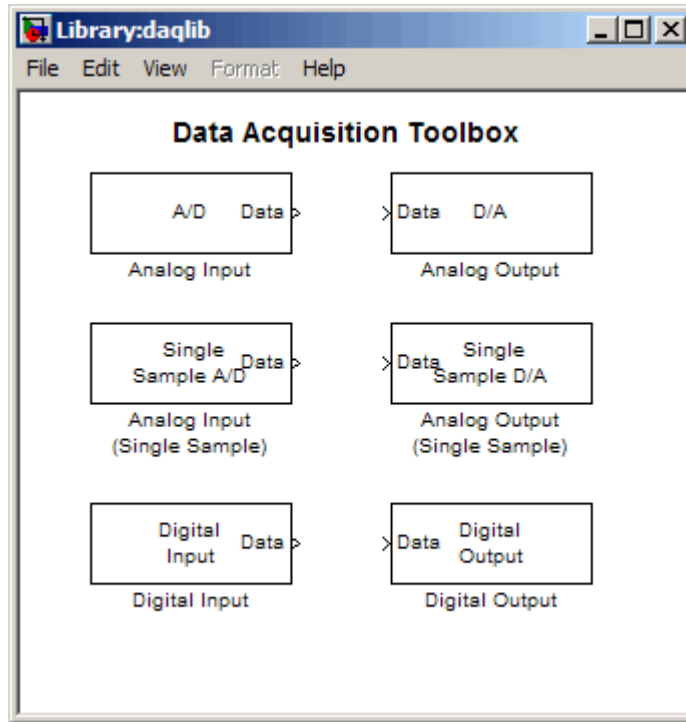 Library:daqlib
File Edit View Format Help
Data Acquisition Toolbox
A/D Data
Analog Input
Data D/A
Analog Output
Single
Sample A/D
Data
Analog Input
(Single Sample)
Data
Single
Sample D/A
Analog Output
(Single Sample)
Digital
Input
Data
Digital Input
Data
Digital
Output
Digital Output